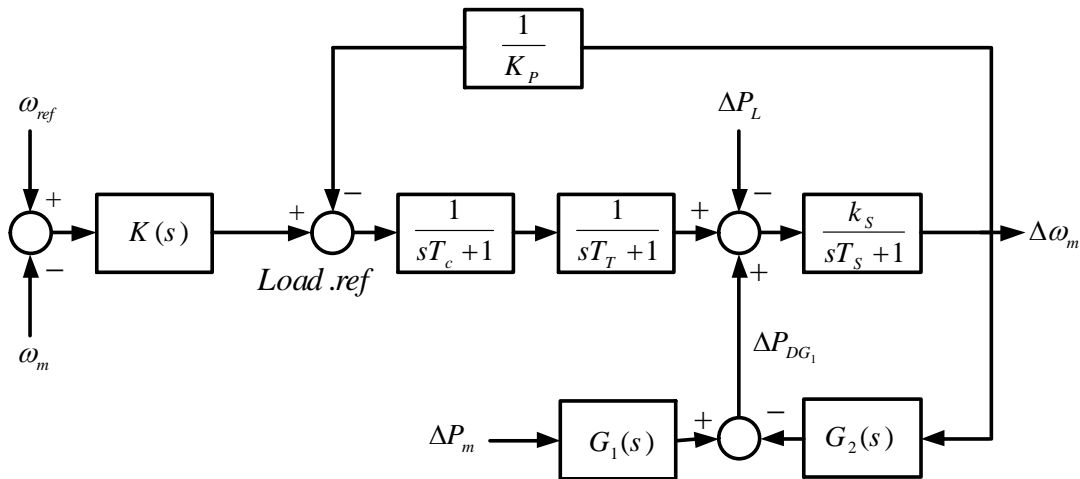 1
K_P
ω_ref
ΔP_L
+
−
−
+
K(s)
+
1
sT_c +1
1
sT_T +1
+
k_S
sT_S +1
Δω_m
−
Load .ref
+
ω_m
ΔP_DG_1
ΔP_m
G_1(s)
+
−
G_2(s)